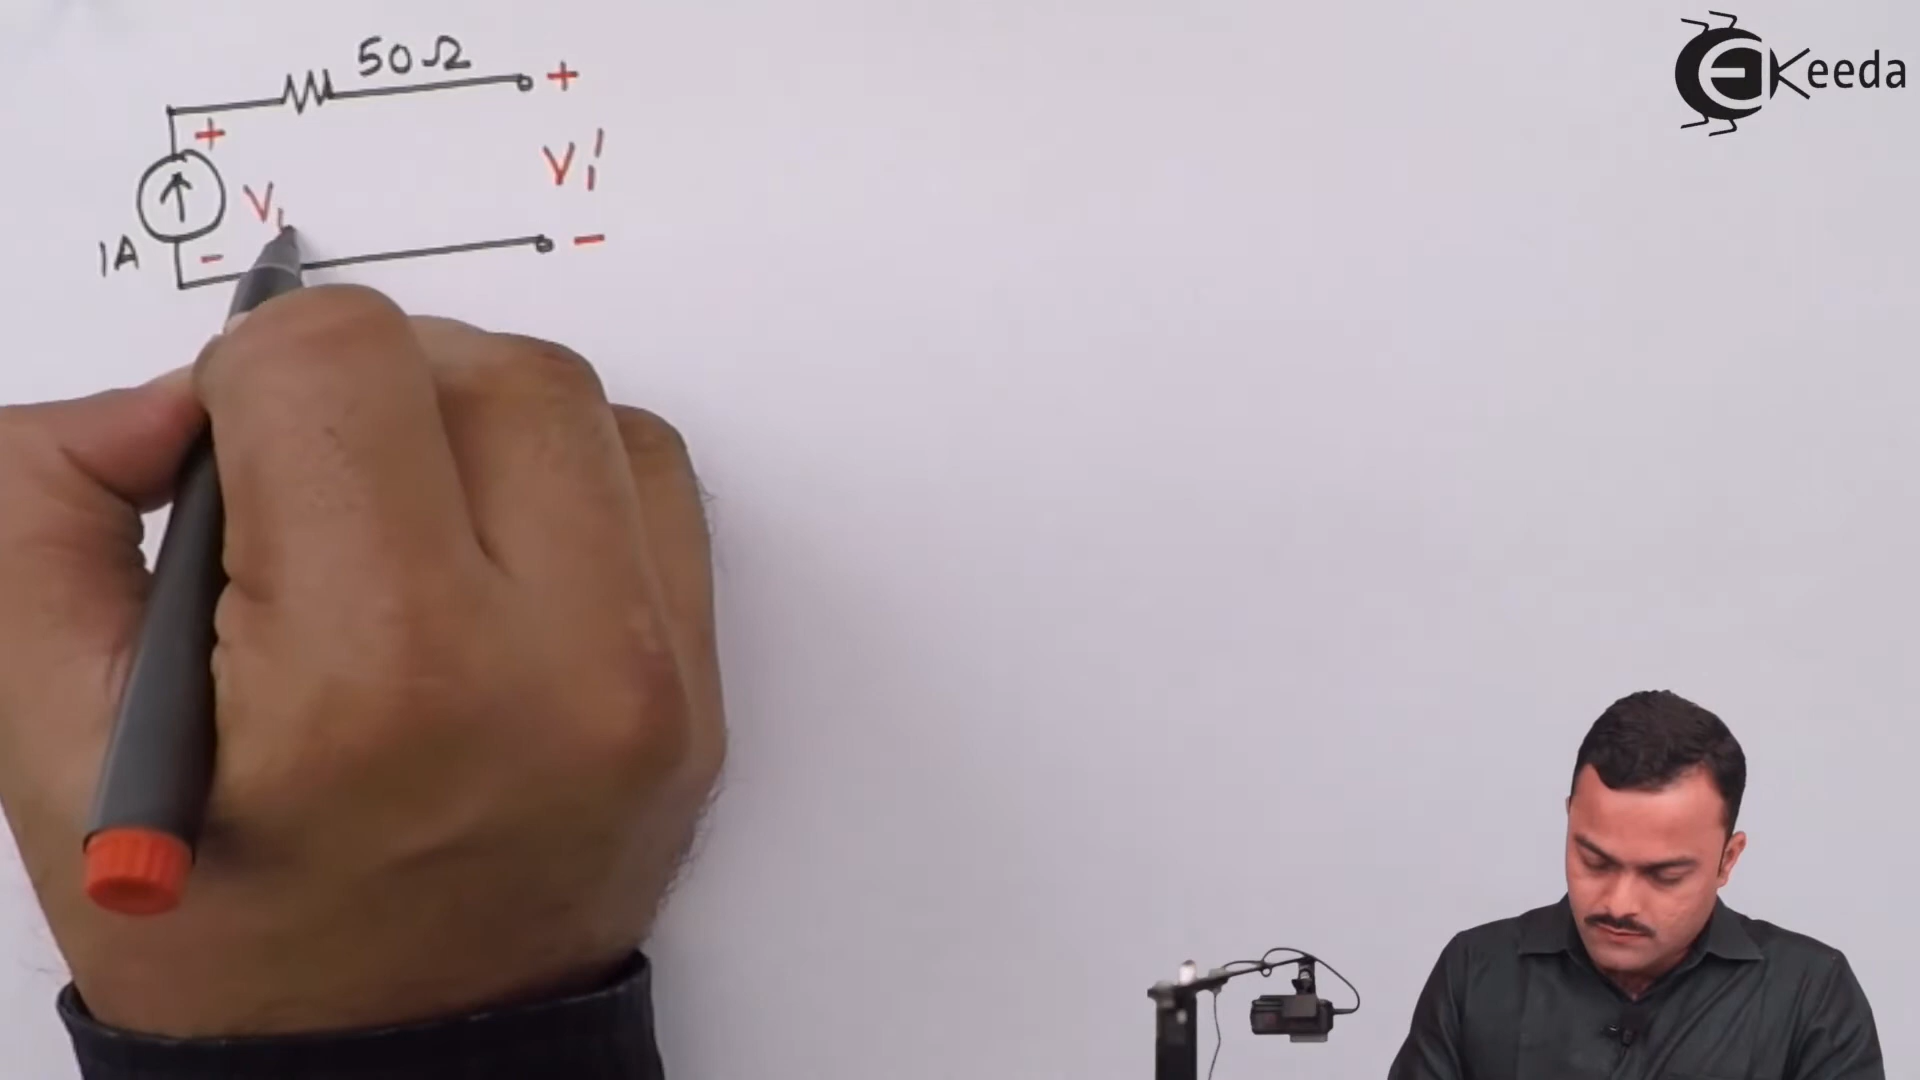 50Ω
+
Keeda
+
V₁'
V₁
1A
-
-